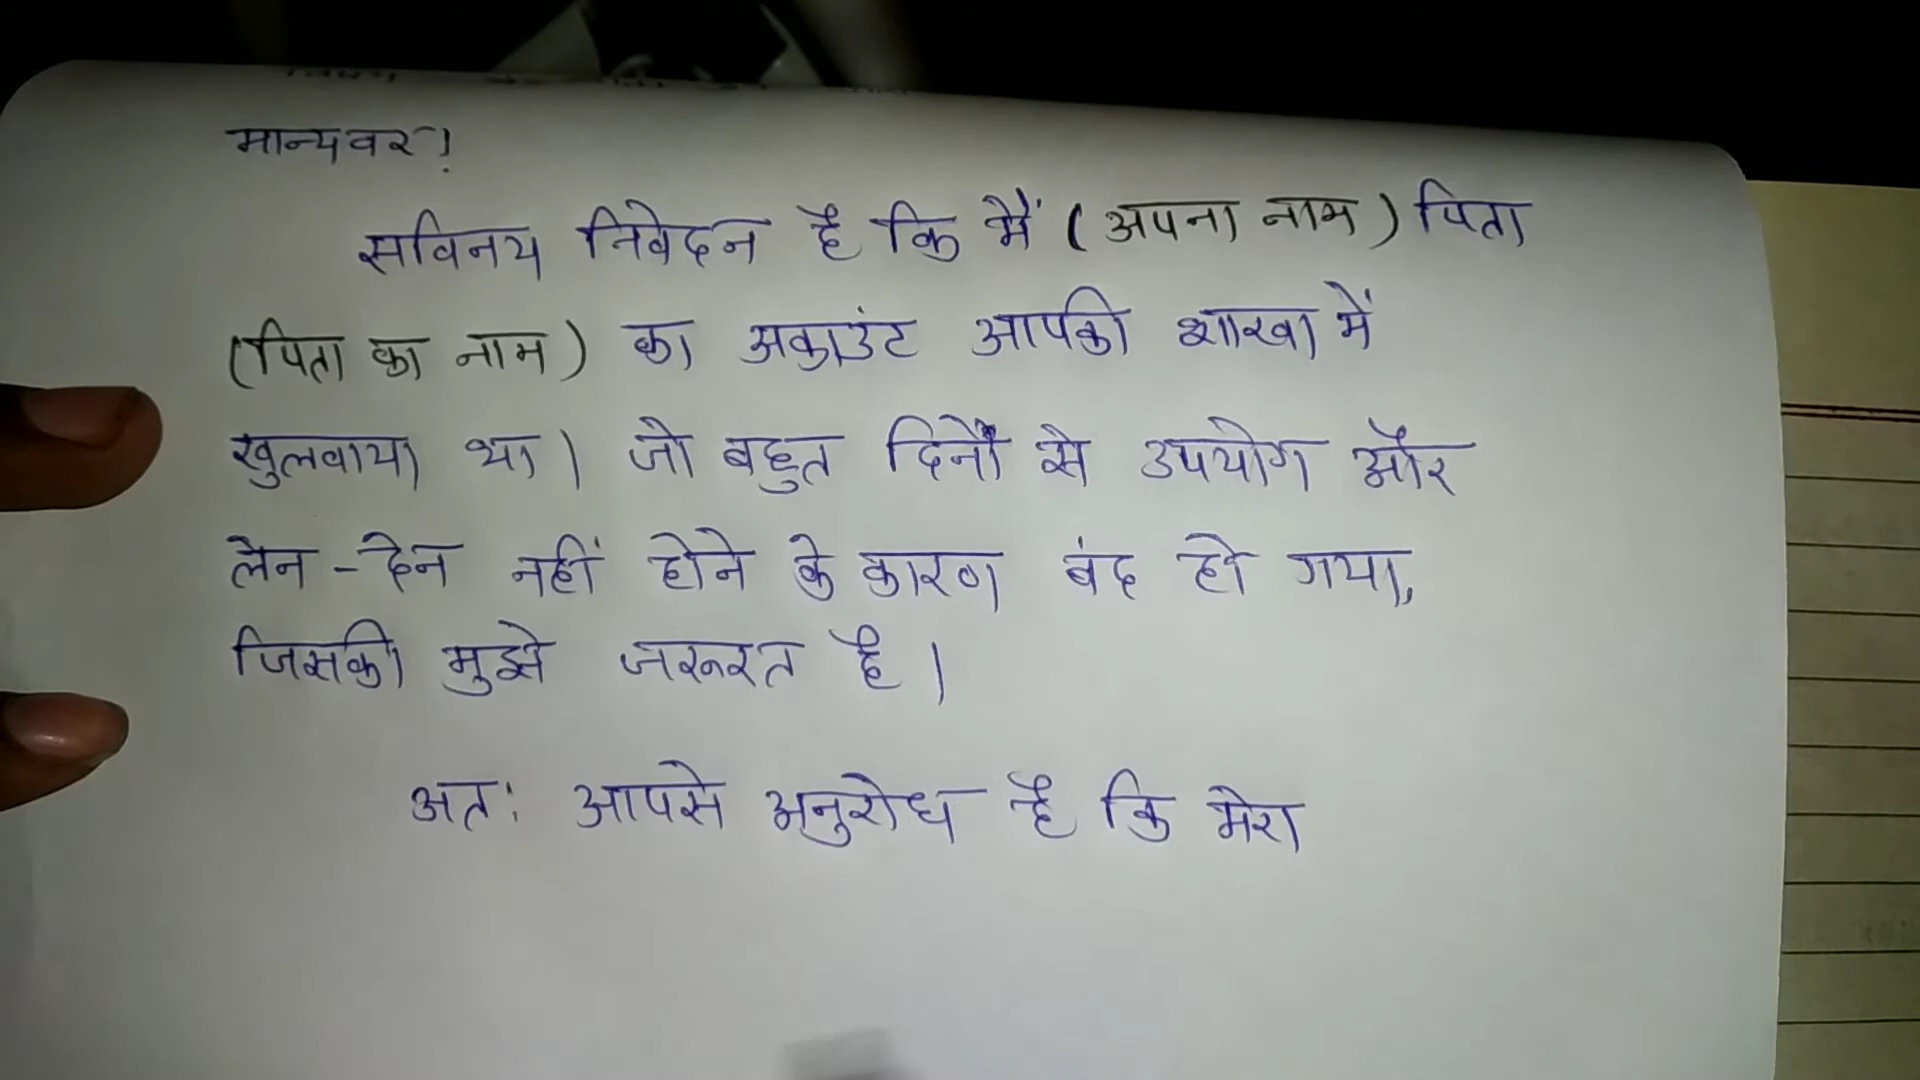 मान्यवर!
सविनय निवेदन है कि मैं (अपना नाम) पिता
(पिता का नाम) का अकाउंट आपकी शाखा में
खुलवाया था। जो बहुत दिनों से उपयोग और
लेन-देन नहीं होने के कारण बंद हो गया,
जिसकी मुझे जरूरत है।
अतः आपसे अनुरोध है कि मेरा